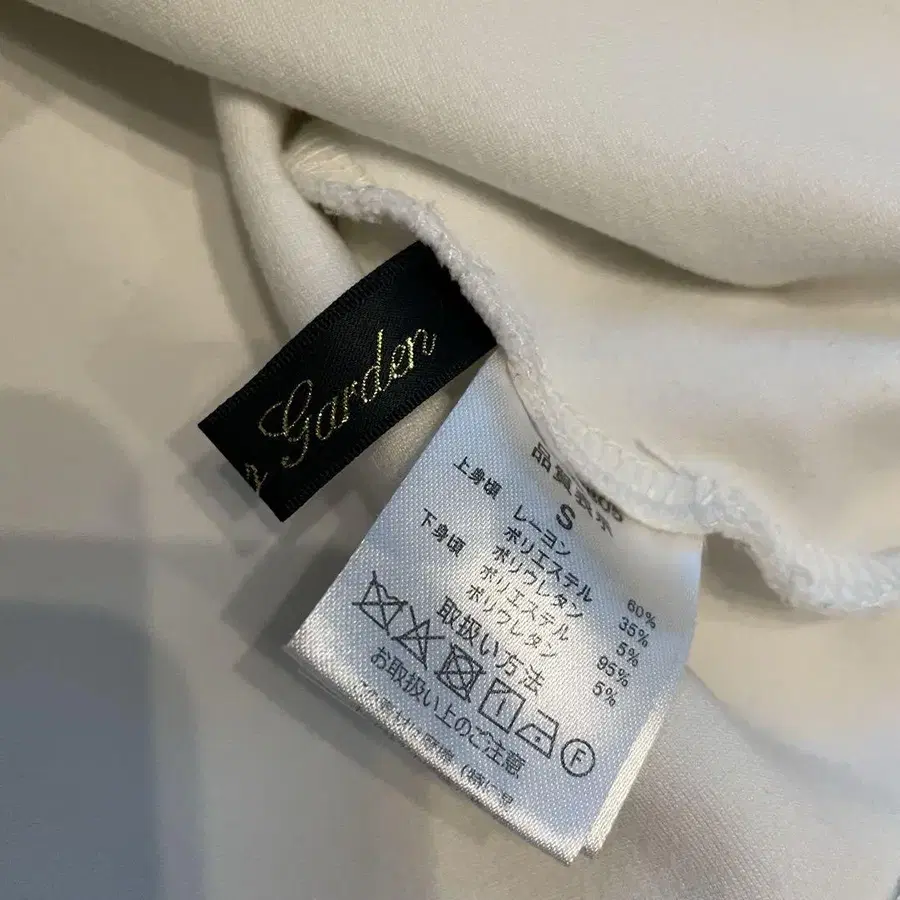 Garden
品質表示
S
上身頃 レーヨン 60%
ポリエステル 35%
ポリウレタン 5%
下身頃 ポリエステル 95%
ポリウレタン 5%
取扱い方法
F
お取扱い上のご注意